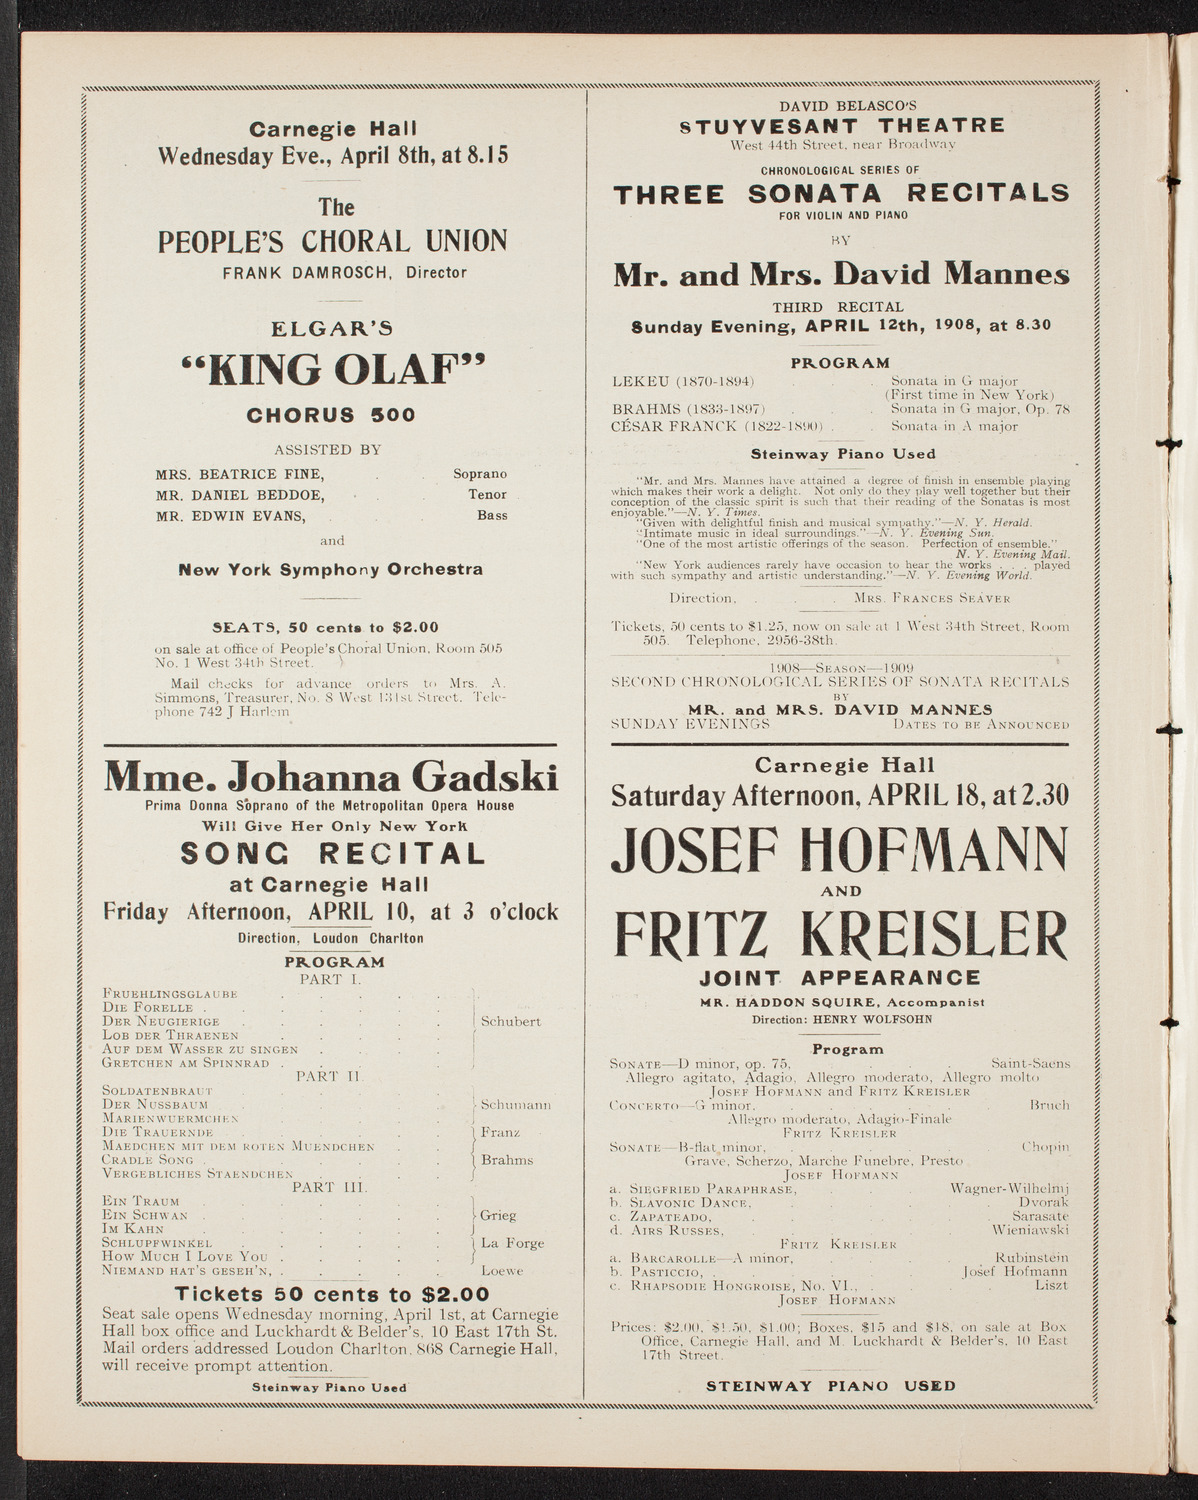 Carnegie Hall
Wednesday Eve., April 8th, at 8.15
The
PEOPLE'S CHORAL UNION
FRANK DAMROSCH, Director
ELGAR'S
"KING OLAF"
CHORUS 500
ASSISTED BY
MRS. BEATRICE FINE, . . Soprano
MR. DANIEL BEDDOE, . . . Tenor
MR. EDWIN EVANS, . . . Bass
and
New York Symphony Orchestra
SEATS, 50 cents to $2.00
on sale at office of People's Choral Union, Room 505
No. 1 West 34th Street.
Mail checks for advance orders to Mrs. A.
Simmons, Treasurer, No. 8 West 131st Street. Tele-
phone 742 J Harlem
Mme. Johanna Gadski
Prima Donna Soprano of the Metropolitan Opera House
Will Give Her Only New York
SONG RECITAL
at Carnegie Hall
Friday Afternoon, APRIL 10, at 3 o'clock
Direction, Loudon Charlton
PROGRAM
PART I.
FRUEHLINGSGLAUBE
DIE FORELLE
DER NEUGIERIGE Schubert
LOB DER THRAENEN
AUF DEM WASSER ZU SINGEN
GRETCHEN AM SPINNRAD
PART II.
SOLDATENBRAUT
DER NUSSBAUM Schumann
MARIENWUERMCHEN
DIE TRAUERNDE Franz
MAEDCHEN MIT DEM ROTEN MUENDCHEN
CRADLE SONG Brahms
VERGEBLICHES STAENDCHEN
PART III.
EIN TRAUM
EIN SCHWAN Grieg
IM KAHN
SCHLUPFWINKEL La Forge
HOW MUCH I LOVE YOU
NIEMAND HAT'S GESEH'N, Loewe
Tickets 50 cents to $2.00
Seat sale opens Wednesday morning, April 1st, at Carnegie
Hall box office and Luckhardt & Belder's, 10 East 17th St.
Mail orders addressed Loudon Charlton, 868 Carnegie Hall,
will receive prompt attention.
Steinway Piano Used
DAVID BELASCO'S
STUYVESANT THEATRE
West 44th Street, near Broadway
CHRONOLOGICAL SERIES OF
THREE SONATA RECITALS
FOR VIOLIN AND PIANO
BY
Mr. and Mrs. David Mannes
THIRD RECITAL
Sunday Evening, APRIL 12th, 1908, at 8.30
PROGRAM
LEKEU (1870-1894) . . . Sonata in G major
(First time in New York)
BRAHMS (1833-1897) . . . Sonata in G major, Op. 78
CÉSAR FRANCK (1822-1890) . . Sonata in A major
Steinway Piano Used
"Mr. and Mrs. Mannes have attained a degree of finish in ensemble playing
which makes their work a delight. Not only do they play well together but their
conception of the classic spirit is such that their reading of the Sonatas is most
enjoyable."—N. Y. Times.
"Given with delightful finish and musical sympathy."—N. Y. Herald.
"Intimate music in ideal surroundings."—N. Y. Evening Sun.
"One of the most artistic offerings of the season. Perfection of ensemble."
N. Y. Evening Mail.
"New York audiences rarely have occasion to hear the works . . . played
with such sympathy and artistic understanding."—N. Y. Evening World.
Direction, . . . MRS. FRANCES SEAVER
Tickets, 50 cents to $1.25, now on sale at 1 West 34th Street, Room
505. Telephone, 2956-38th.
1908—SEASON—1909
SECOND CHRONOLOGICAL SERIES OF SONATA RECITALS
BY
MR. and MRS. DAVID MANNES
SUNDAY EVENINGS DATES TO BE ANNOUNCED
Carnegie Hall
Saturday Afternoon, APRIL 18, at 2.30
JOSEF HOFMANN
AND
FRITZ KREISLER
JOINT APPEARANCE
MR. HADDON SQUIRE, Accompanist
Direction: HENRY WOLFSOHN
Program
SONATE—D minor, op. 75, Saint-Saens
Allegro agitato, Adagio, Allegro moderato, Allegro molto
JOSEF HOFMANN and FRITZ KREISLER
CONCERTO—G minor, Bruch
Allegro moderato, Adagio-Finale
FRITZ KREISLER
SONATE—B-flat minor, Chopin
Grave, Scherzo, Marche Funebre, Presto
JOSEF HOFMANN
a. SIEGFRIED PARAPHRASE, Wagner-Wilhelmj
b. SLAVONIC DANCE, Dvorak
c. ZAPATEADO, Sarasate
d. AIRS RUSSES, Wieniawski
FRITZ KREISLER
a. BARCAROLLE—A minor, Rubinstein
b. PASTICCIO, Josef Hofmann
c. RHAPSODIE HONGROISE, NO. VI., Liszt
JOSEF HOFMANN
Prices: $2.00, $1.50, $1.00; Boxes, $15 and $18, on sale at Box
Office, Carnegie Hall, and M. Luckhardt & Belder's, 10 East
17th Street.
STEINWAY PIANO USED